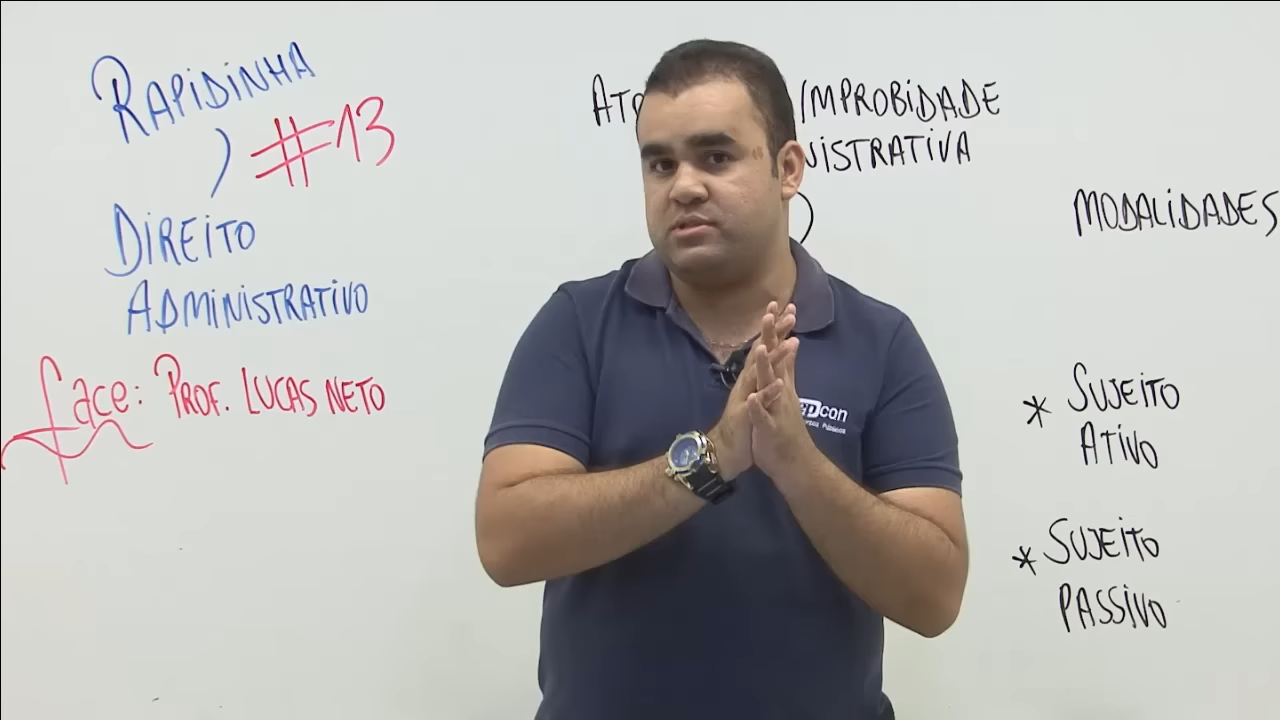 RAPIDINHA
#13
DIREITO
ADMINISTRATIVO
face: PROF. LUCAS NETO
IMPROBIDADE
MODALIDADES
* SUJEITO
ATIVO
* SUJEITO
PASSIVO